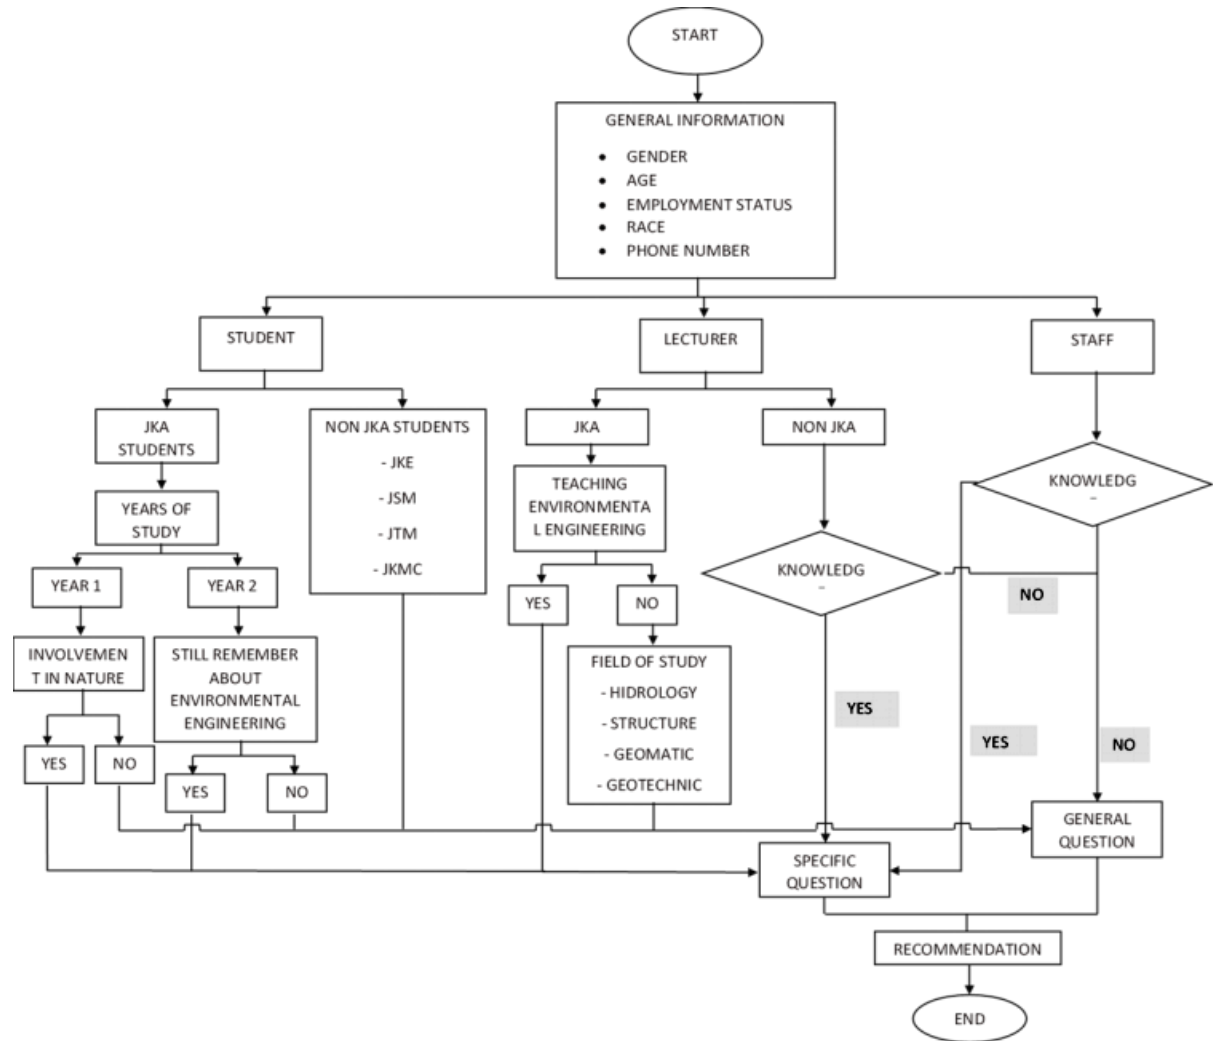 START
GENERAL INFORMATION
• GENDER
• AGE
• EMPLOYMENT STATUS
• RACE
• PHONE NUMBER
STUDENT
LECTURER
STAFF
JKA
STUDENTS
NON JKA STUDENTS
- JKE
- JSM
- JTM
- JKMC
JKA
NON JKA
YEARS OF
STUDY
TEACHING
ENVIRONMENTA
L ENGINEERING
KNOWLEDG
KNOWLEDG
YEAR 1
YEAR 2
YES
NO
NO
INVOLVEMEN
T IN NATURE
STILL REMEMBER
ABOUT
ENVIRONMENTAL
ENGINEERING
FIELD OF STUDY
- HIDROLOGY
- STRUCTURE
- GEOMATIC
- GEOTECHNIC
YES
YES
NO
YES
NO
YES
NO
GENERAL
QUESTION
SPECIFIC
QUESTION
RECOMMENDATION
END